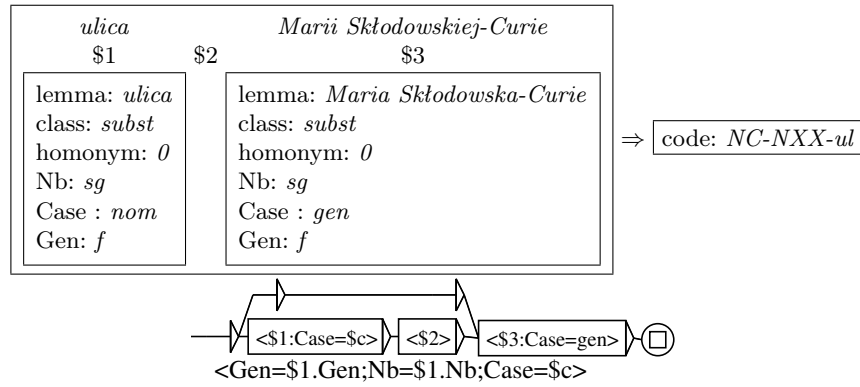 ulica Marii Skłodowskiej-Curie
$1 $2 $3
lemma: ulica lemma: Maria Skłodowska-Curie
class: subst class: subst
homonym: 0 homonym: 0
Nb: sg Nb: sg
Case : nom Case : gen
Gen: f Gen: f
⇒ code: NC-NXX-ul
<$1:Case=$c> <$2> <$3:Case=gen>
<Gen=$1.Gen;Nb=$1.Nb;Case=$c>